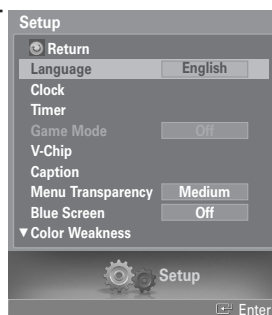 Setup
Return
Language English
Clock
Timer
Game Mode Off
V-Chip
Caption
Menu Transparency Medium
Blue Screen Off
▼ Color Weakness
Setup
Enter